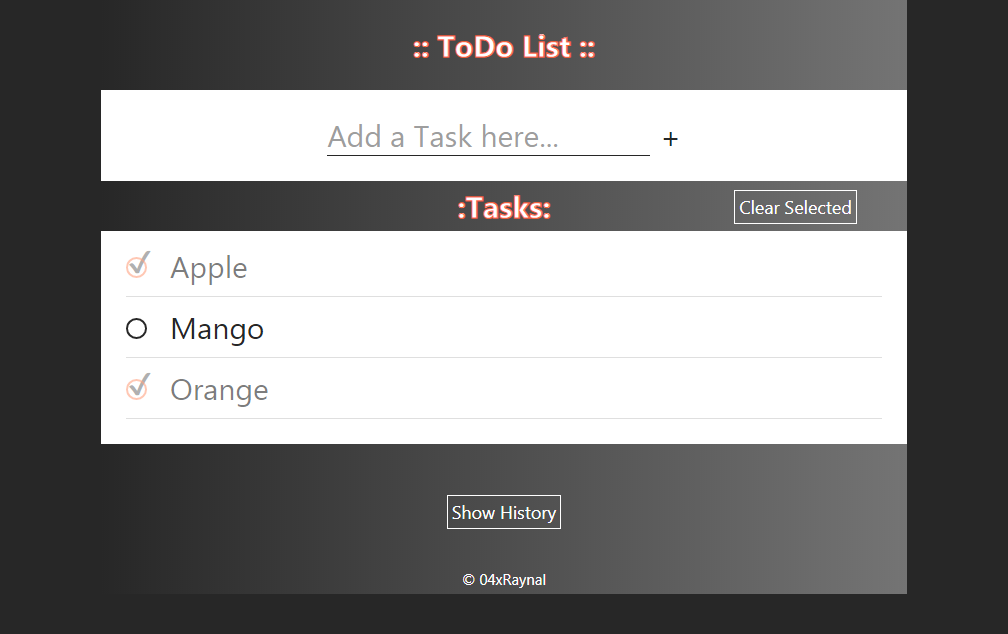 :: ToDo List ::
Add a Task here...  +
:Tasks:
Clear Selected
Apple
Mango
Orange
Show History
© 04xRaynal